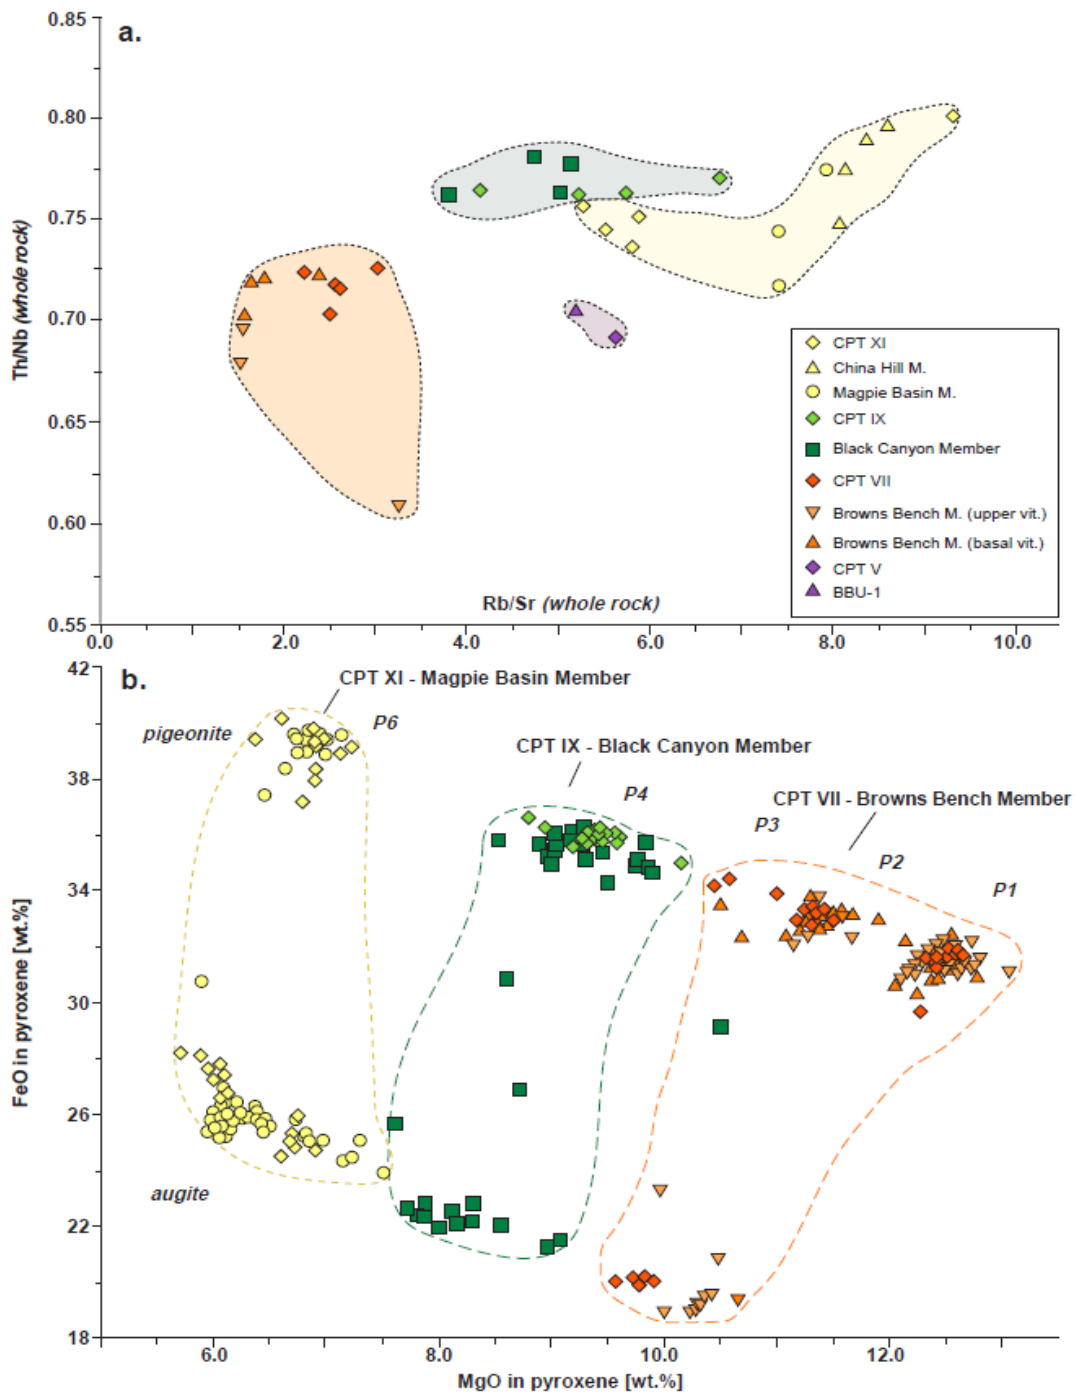 0.85
a.
0.80
0.75
0.70
0.65
0.60
0.55
Th/Nb (whole rock)
CPT XI
China Hill M.
Magpie Basin M.
CPT IX
Black Canyon Member
CPT VII
Browns Bench M. (upper vit.)
Browns Bench M. (basal vit.)
CPT V
BBU-1
Rb/Sr (whole rock)
0.0 2.0 4.0 6.0 8.0 10.0
42
b.
CPT XI - Magpie Basin Member
pigeonite
P6
CPT IX - Black Canyon Member
38
P4
CPT VII - Browns Bench Member
P3
P2
P1
34
30
26
22
18
FeO in pyroxene [wt.%]
augite
6.0 8.0 10.0 12.0
MgO in pyroxene [wt.%]